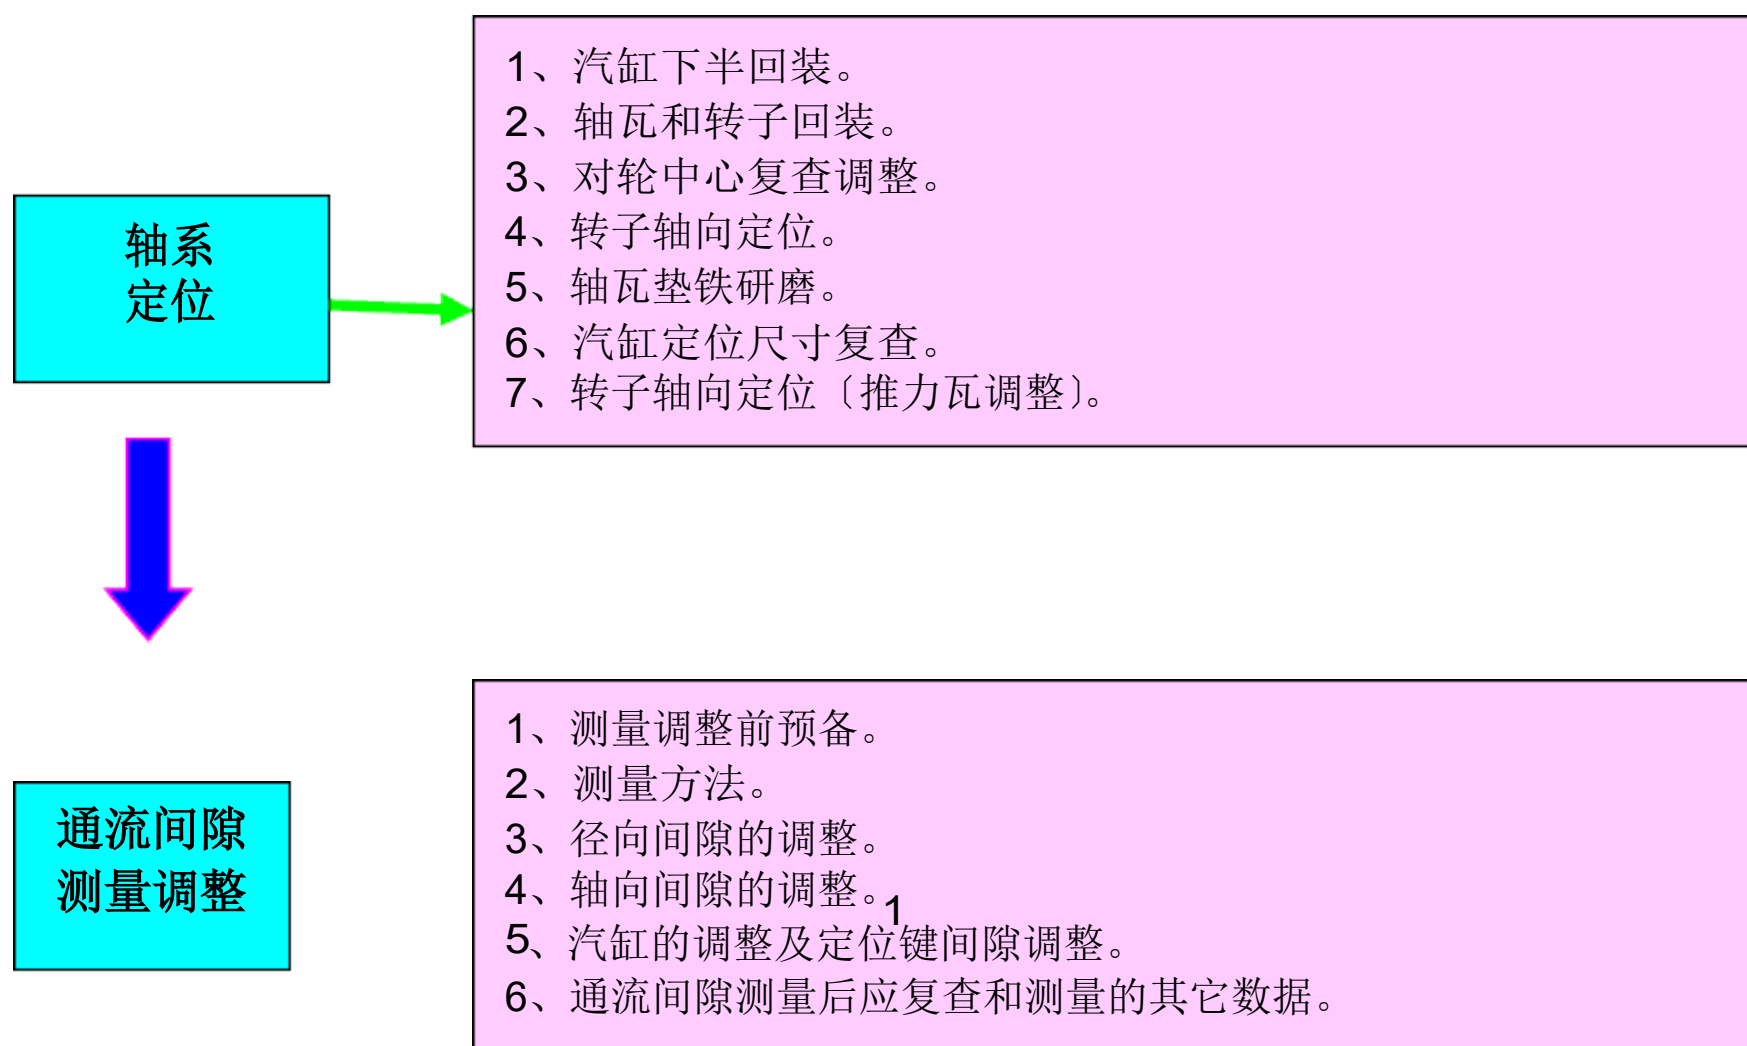 轴系
定位
1、汽缸下半回装。
2、轴瓦和转子回装。
3、对轮中心复查调整。
4、转子轴向定位。
5、轴瓦垫铁研磨。
6、汽缸定位尺寸复查。
7、转子轴向定位〔推力瓦调整〕。
通流间隙
测量调整
1、测量调整前预备。
2、测量方法。
3、径向间隙的调整。
4、轴向间隙的调整。
1
5、汽缸的调整及定位键间隙调整。
6、通流间隙测量后应复查和测量的其它数据。